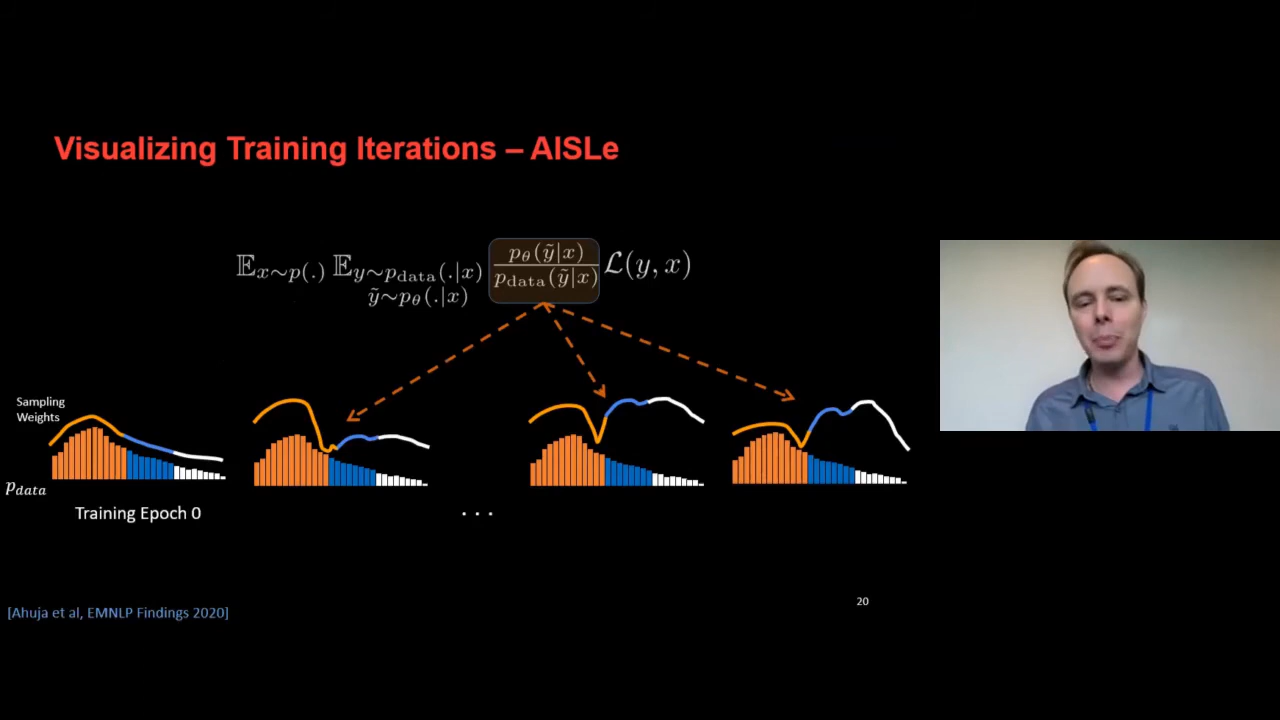 Visualizing Training Iterations – AISLe
𝔼_{x∼p(.)} 𝔼_{y∼p_data(.|x)} p_θ(ỹ|x) / p_data(ỹ|x) ℒ(y, x)
ỹ∼p_θ(.|x)
Sampling
Weights
p_data
Training Epoch 0
. . .
[Ahuja et al, EMNLP Findings 2020]
20